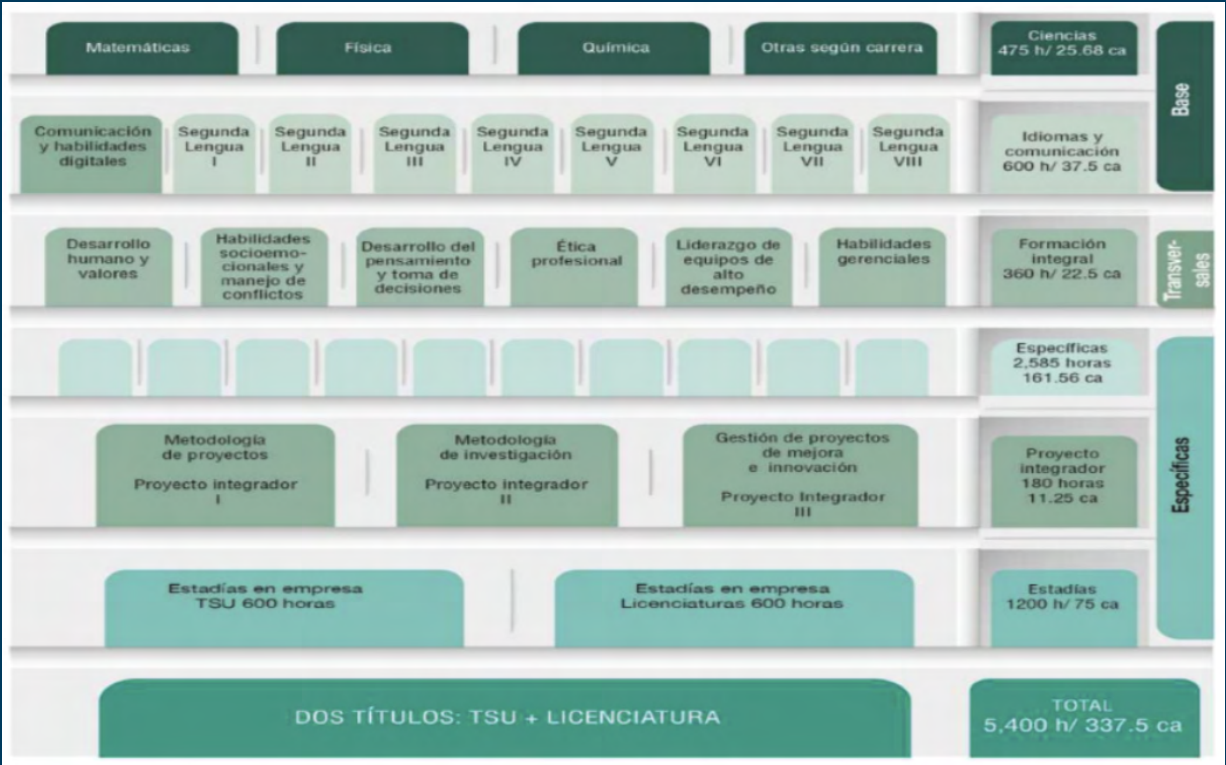 Matemáticas
Física
Química
Otras según carrera
Ciencias
475 h/ 25.68 ca
Base
Comunicación
y habilidades
digitales
Segunda
Lengua
I
Segunda
Lengua
II
Segunda
Lengua
III
Segunda
Lengua
IV
Segunda
Lengua
V
Segunda
Lengua
VI
Segunda
Lengua
VII
Segunda
Lengua
VIII
Idiomas y
comunicación
600 h/ 37.5 ca
Desarrollo
humano y
valores
Habilidades
socioemo-
cionales y
manejo de
conflictos
Desarrollo del
pensamiento
y toma de
decisiones
Ética
profesional
Liderazgo de
equipos de
alto
desempeño
Habilidades
gerenciales
Formación
integral
360 h/ 22.5 ca
Transver-
sales
Específicas
2,585 horas
161.56 ca
Específicas
Metodología
de proyectos
Proyecto integrador
I
Metodología
de investigación
Proyecto integrador
II
Gestión de proyectos
de mejora
e innovación
Proyecto Integrador
III
Proyecto
integrador
180 horas
11.25 ca
Estadías en empresa
TSU 600 horas
Estadías en empresa
Licenciaturas 600 horas
Estadías
1200 h/ 75 ca
DOS TÍTULOS: TSU + LICENCIATURA
TOTAL
5,400 h/ 337.5 ca